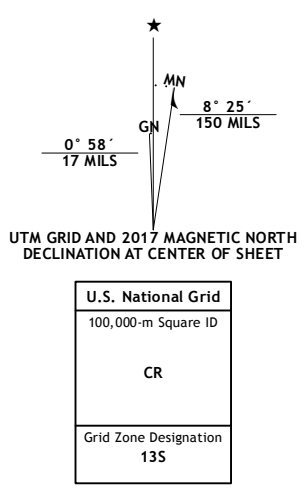 ★
MN
8° 25´
150 MILS
GN
0° 58´
17 MILS
UTM GRID AND 2017 MAGNETIC NORTH
DECLINATION AT CENTER OF SHEET
U.S. National Grid
100,000-m Square ID
CR
Grid Zone Designation
13S